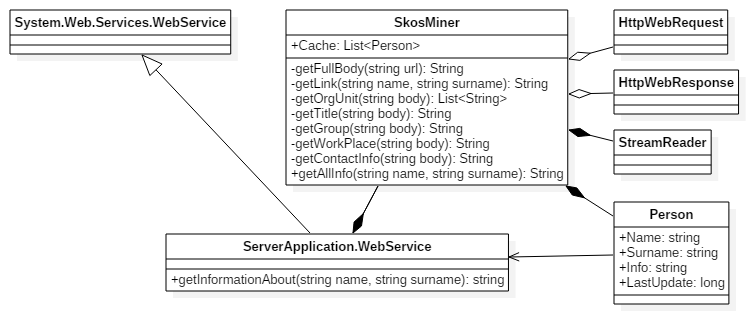 System.Web.Services.WebService
SkosMiner
+Cache: List<Person>
-getFullBody(string url): String
-getLink(string name, string surname): String
-getOrgUnit(string body): List<String>
-getTitle(string body): String
-getGroup(string body): String
-getWorkPlace(string body): String
-getContactInfo(string body): String
+getAllInfo(string name, string surname): String
HttpWebRequest
HttpWebResponse
StreamReader
Person
+Name: string
+Surname: string
+Info: string
+LastUpdate: long
ServerApplication.WebService
+getInformationAbout(string name, string surname): string